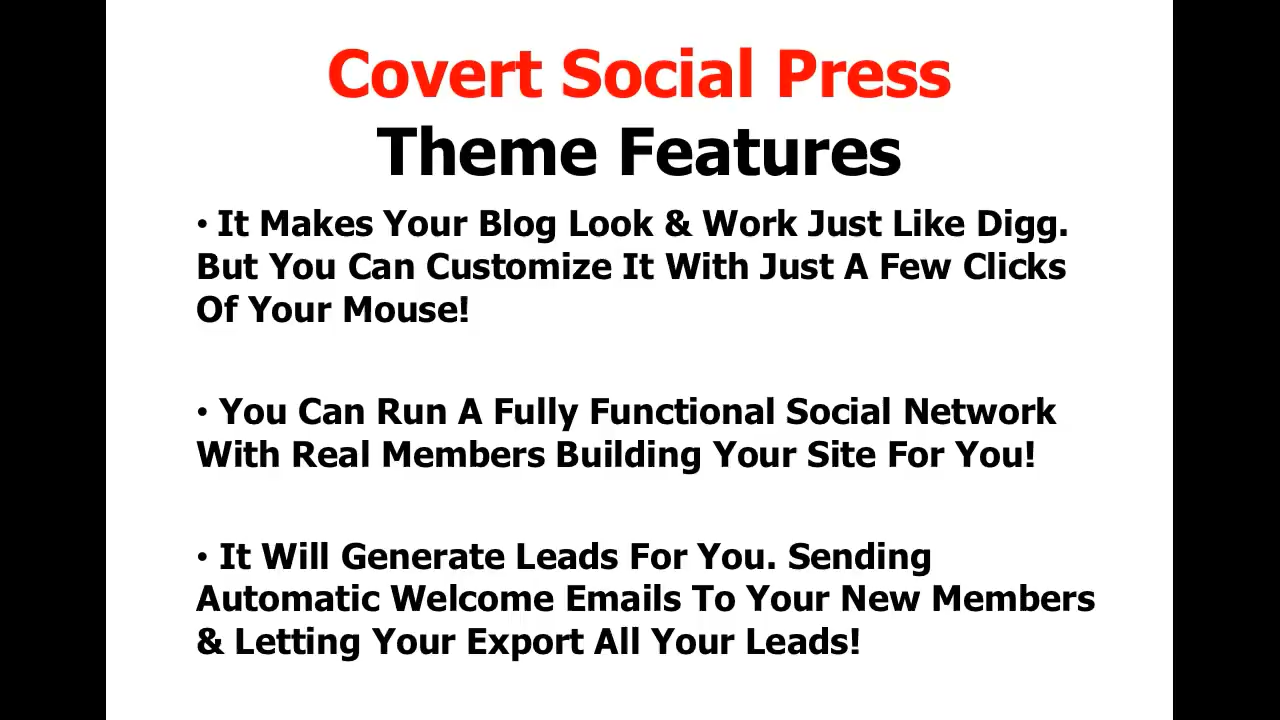 Covert Social Press
Theme Features
• It Makes Your Blog Look & Work Just Like Digg.
But You Can Customize It With Just A Few Clicks
Of Your Mouse!
• You Can Run A Fully Functional Social Network
With Real Members Building Your Site For You!
• It Will Generate Leads For You. Sending
Automatic Welcome Emails To Your New Members
& Letting Your Export All Your Leads!